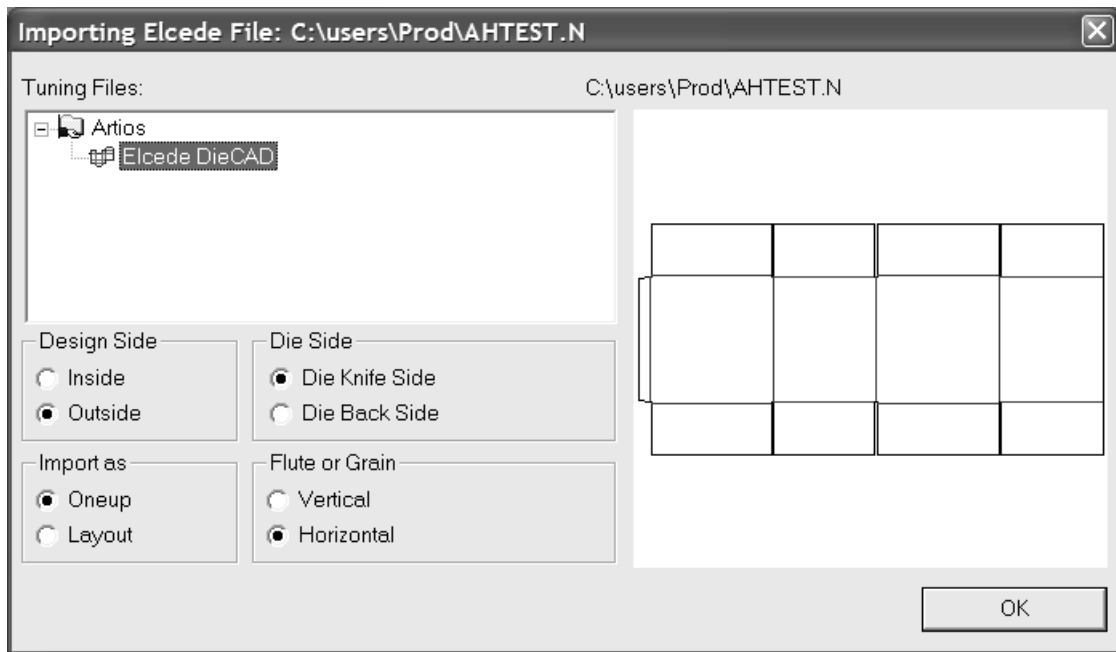 Importing Elcede File: C:\users\Prod\AHTEST.N
Tuning Files:
C:\users\Prod\AHTEST.N
Artios
Elcede DieCAD
Design Side
Inside
Outside
Die Side
Die Knife Side
Die Back Side
Import as
Oneup
Layout
Flute or Grain
Vertical
Horizontal
OK